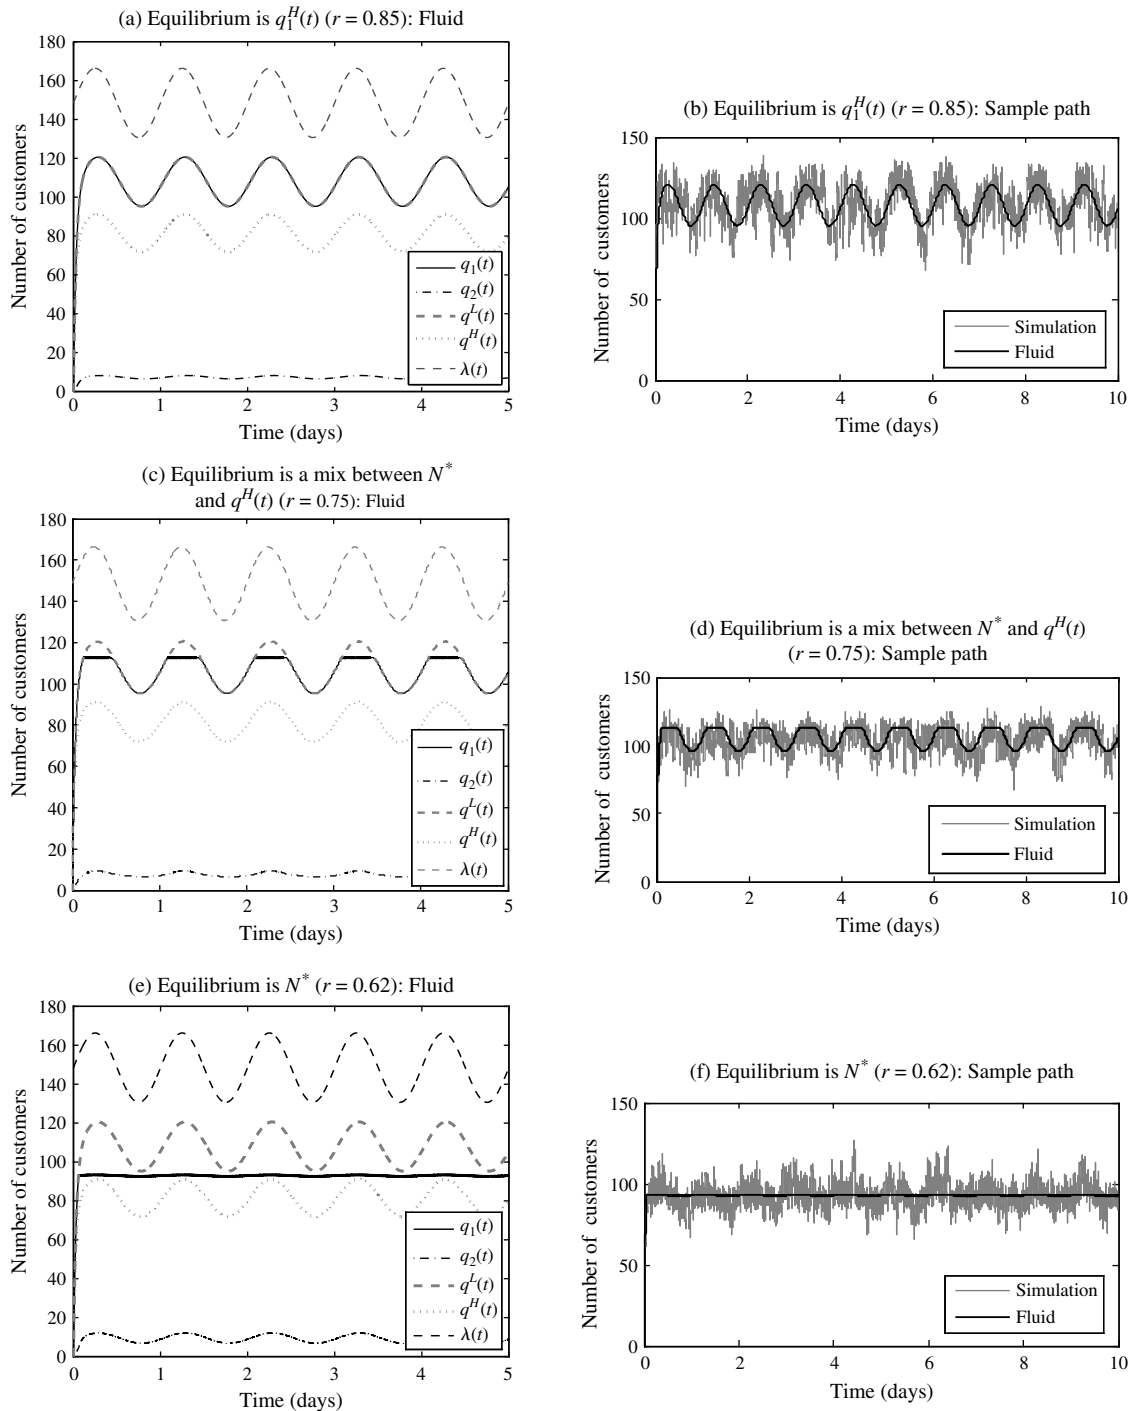 (a) Equilibrium is q₁ᴴ(t) (r = 0.85): Fluid
180
160
140
120
100
80
60
40
20
0
Number of customers
q₁(t)
q₂(t)
qᴸ(t)
qᴴ(t)
λ(t)
0 1 2 3 4 5
Time (days)
(b) Equilibrium is q₁ᴴ(t) (r = 0.85): Sample path
150
100
50
0
Number of customers
Simulation
Fluid
0 2 4 6 8 10
Time (days)
(c) Equilibrium is a mix between N*
and qᴴ(t) (r = 0.75): Fluid
180
160
140
120
100
80
60
40
20
0
Number of customers
q₁(t)
q₂(t)
qᴸ(t)
qᴴ(t)
λ(t)
0 1 2 3 4 5
Time (days)
(d) Equilibrium is a mix between N* and qᴴ(t)
(r = 0.75): Sample path
150
100
50
0
Number of customers
Simulation
Fluid
0 2 4 6 8 10
Time (days)
(e) Equilibrium is N* (r = 0.62): Fluid
180
160
140
120
100
80
60
40
20
0
Number of customers
q₁(t)
q₂(t)
qᴸ(t)
qᴴ(t)
λ(t)
0 1 2 3 4 5
Time (days)
(f) Equilibrium is N* (r = 0.62): Sample path
150
100
50
0
Number of customers
Simulation
Fluid
0 2 4 6 8 10
Time (days)